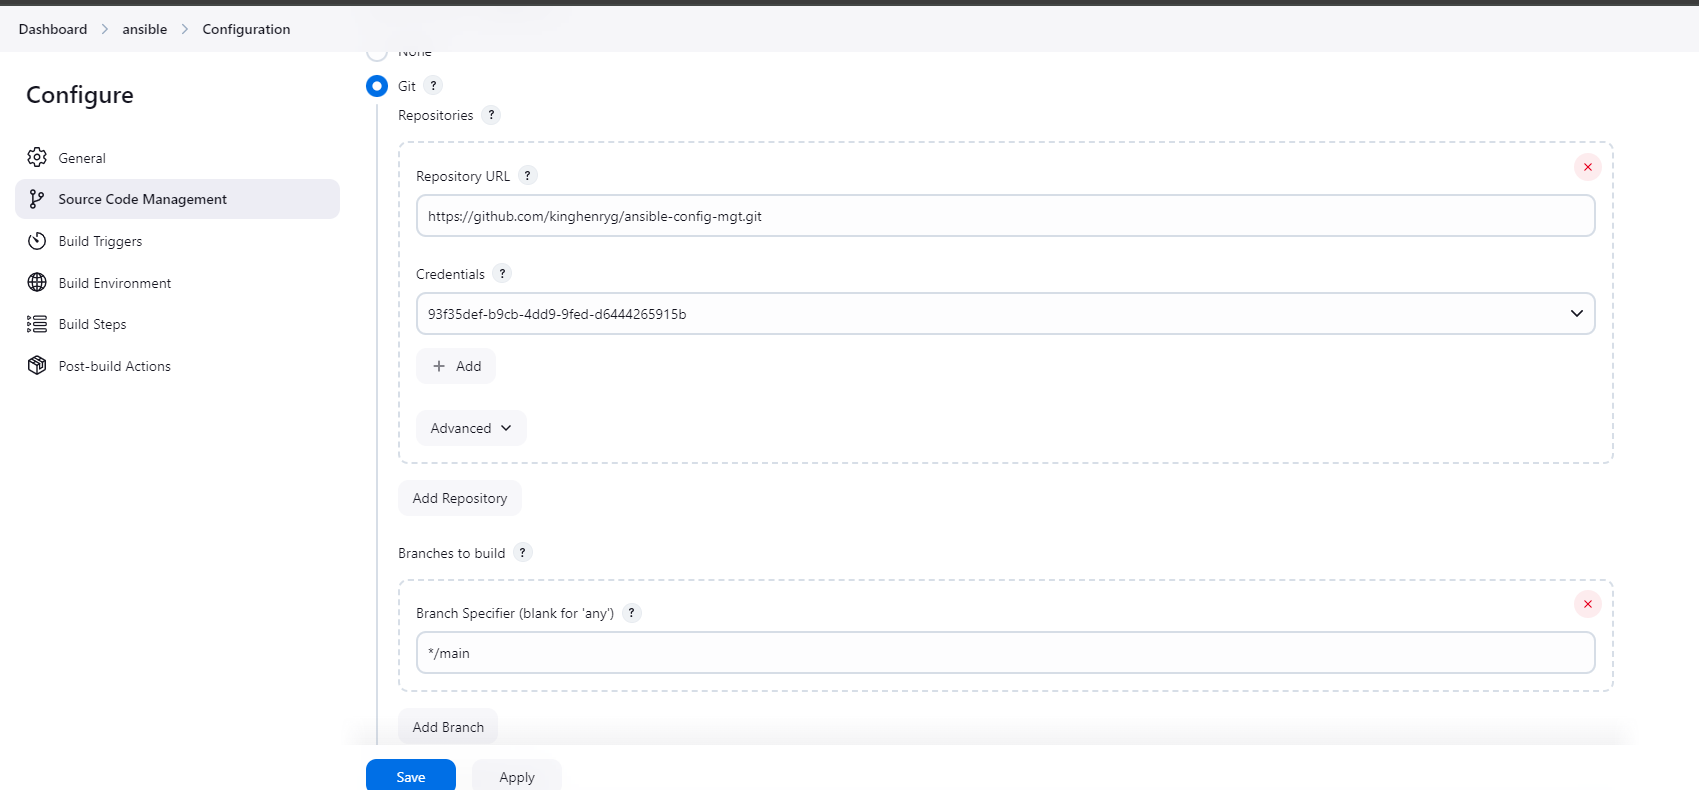 Dashboard > ansible > Configuration
Configure
General
Source Code Management
Build Triggers
Build Environment
Build Steps
Post-build Actions
None
Git ?
Repositories ?
Repository URL ?
https://github.com/kinghenryg/ansible-config-mgt.git
Credentials ?
93f35def-b9cb-4dd9-9fed-d6444265915b
+ Add
Advanced
Add Repository
Branches to build ?
Branch Specifier (blank for 'any') ?
*/main
Add Branch
Save Apply